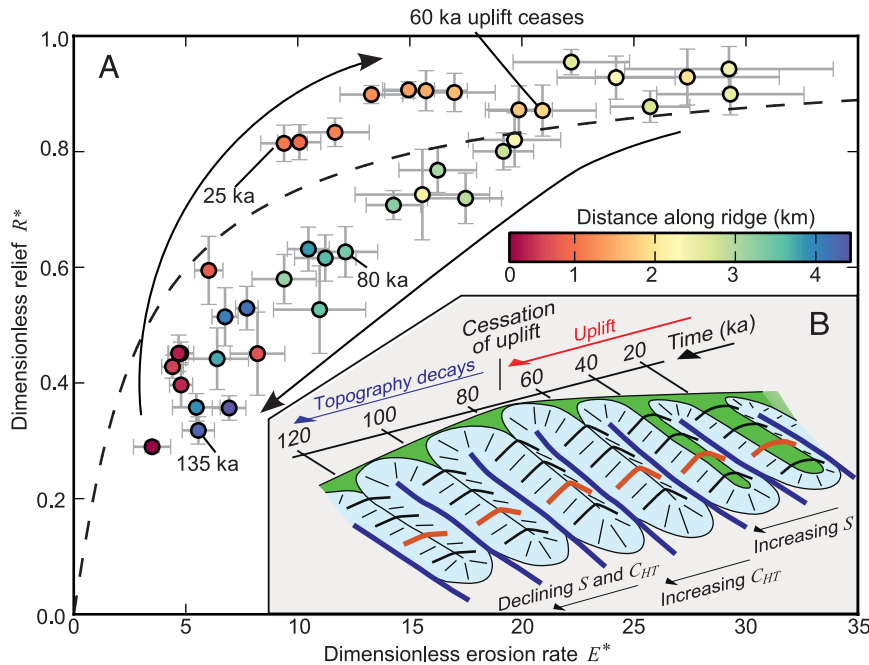 60 ka uplift ceases
A
1.0
0.8
0.6
0.4
0.2
0.0
Dimensionless relief R*
25 ka
80 ka
135 ka
Distance along ridge (km)
0 1 2 3 4
B
Cessation
of uplift
Uplift
Time (ka)
Topography decays
120 100 80 60 40 20
Increasing S
Increasing C_HT
Declining S and C_HT
0 5 10 15 20 25 30 35
Dimensionless erosion rate E*